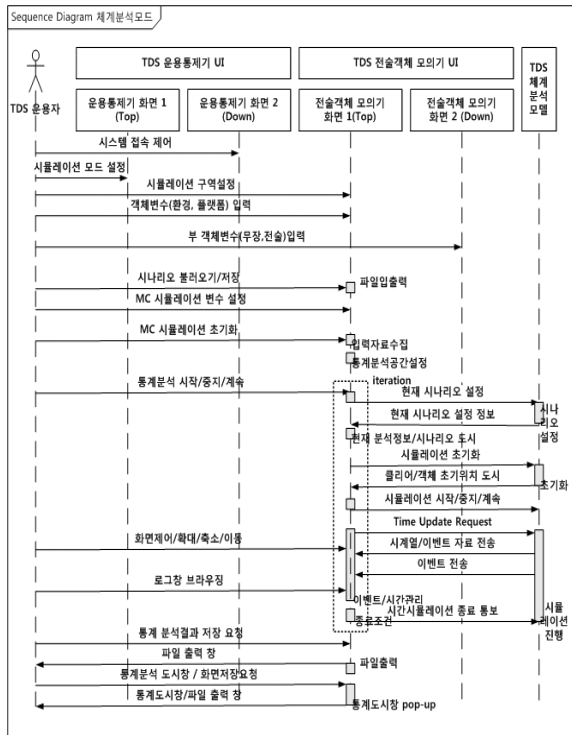 Sequence Diagram 체계분석모드
TDS 운용자
TDS 운용통제기 UI
TDS 전술객체 모의기 UI
TDS
체계
분석
모델
운용통제기 화면 1
(Top)
운용통제기 화면 2
(Down)
전술객체 모의기
화면 1(Top)
전술객체 모의기
화면 2 (Down)
시스템 접속 제어
시뮬레이션 모드 설정
시뮬레이션 구역설정
객체변수(환경, 플랫폼) 입력
부 객체변수(무장,전술)입력
시나리오 불러오기/저장
파일입출력
MC 시뮬레이션 변수 설정
MC 시뮬레이션 초기화
입력자료수집
통계분석공간설정
iteration
통계분석 시작/중지/계속
현재 시나리오 설정
현재 시나리오 설정 정보
시나
리오
설정
현재 분석정보/시나리오 도시
시뮬레이션 초기화
클리어/객체 초기위치 도시
초기화
시뮬레이션 시작/중지/계속
Time Update Request
화면제어/확대/축소/이동
시계열/이벤트 자료 전송
이벤트 전송
로그창 브라우징
이벤트/시간관리
시간시뮬레이션 종료 통보
종료조건
시뮬
레이션
진행
통계 분석결과 저장 요청
파일 출력 창
파일출력
통계분석 도시창 / 화면저장요청
통계도시창/파일 출력 창
통계도시창 pop-up